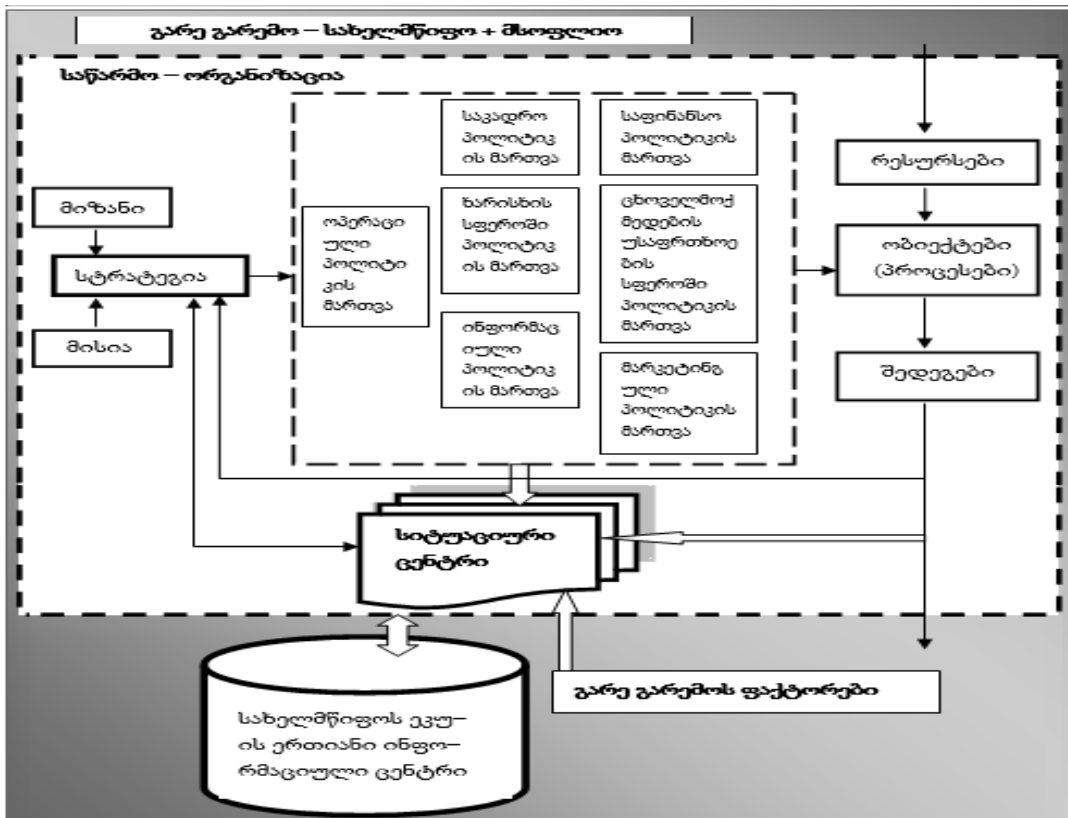 გარე გარემო – სახელმწიფო + მსოფლიო
საწარმო – ორგანიზაცია
მიზანი
სტრატეგია
მისია
ოპერაცი
ული
პოლიტი
კის
მართვა
საკადრო
პოლიტიკ
ის მართვა
ხარისხის
სფეროში
პოლიტიკ
ის მართვა
ინფორმაც
იული
პოლიტიკ
ის მართვა
საფინანსო
პოლიტიკის
მართვა
ცხოველმოქ
მედების
უსაფრთხოე
ბის
სფეროში
პოლიტიკის
მართვა
მარკეტინგ
ული
პოლიტიკის
მართვა
რესურსები
ობიექტები
(პროცესები)
შედეგები
სიტუაციური
ცენტრი
გარე გარემოს ფაქტორები
სახელმწიფოს ეკუ–
ის ერთიანი ინფო–
რმაციული ცენტრი